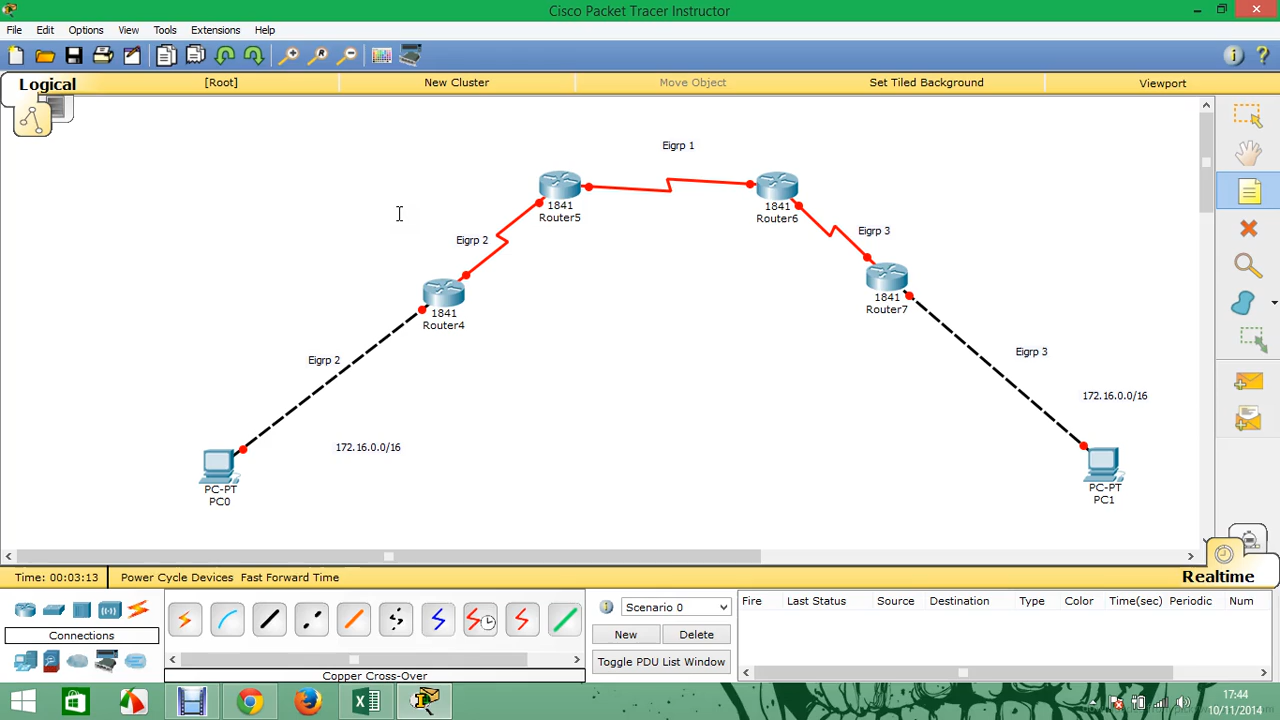 Cisco Packet Tracer Instructor
File Edit Options View Tools Extensions Help
Logical [Root] New Cluster Move Object Set Tiled Background Viewport
Eigrp 1
1841
Router5
1841
Router6
Eigrp 2
Eigrp 3
1841
Router4
1841
Router7
Eigrp 2
Eigrp 3
172.16.0.0/16
172.16.0.0/16
PC-PT
PC0
PC-PT
PC1
Time: 00:03:13 Power Cycle Devices Fast Forward Time
Realtime
Connections
Copper Cross-Over
Scenario 0
New Delete
Toggle PDU List Window
Fire Last Status Source Destination Type Color Time(sec) Periodic Num
17:44
10/11/2014